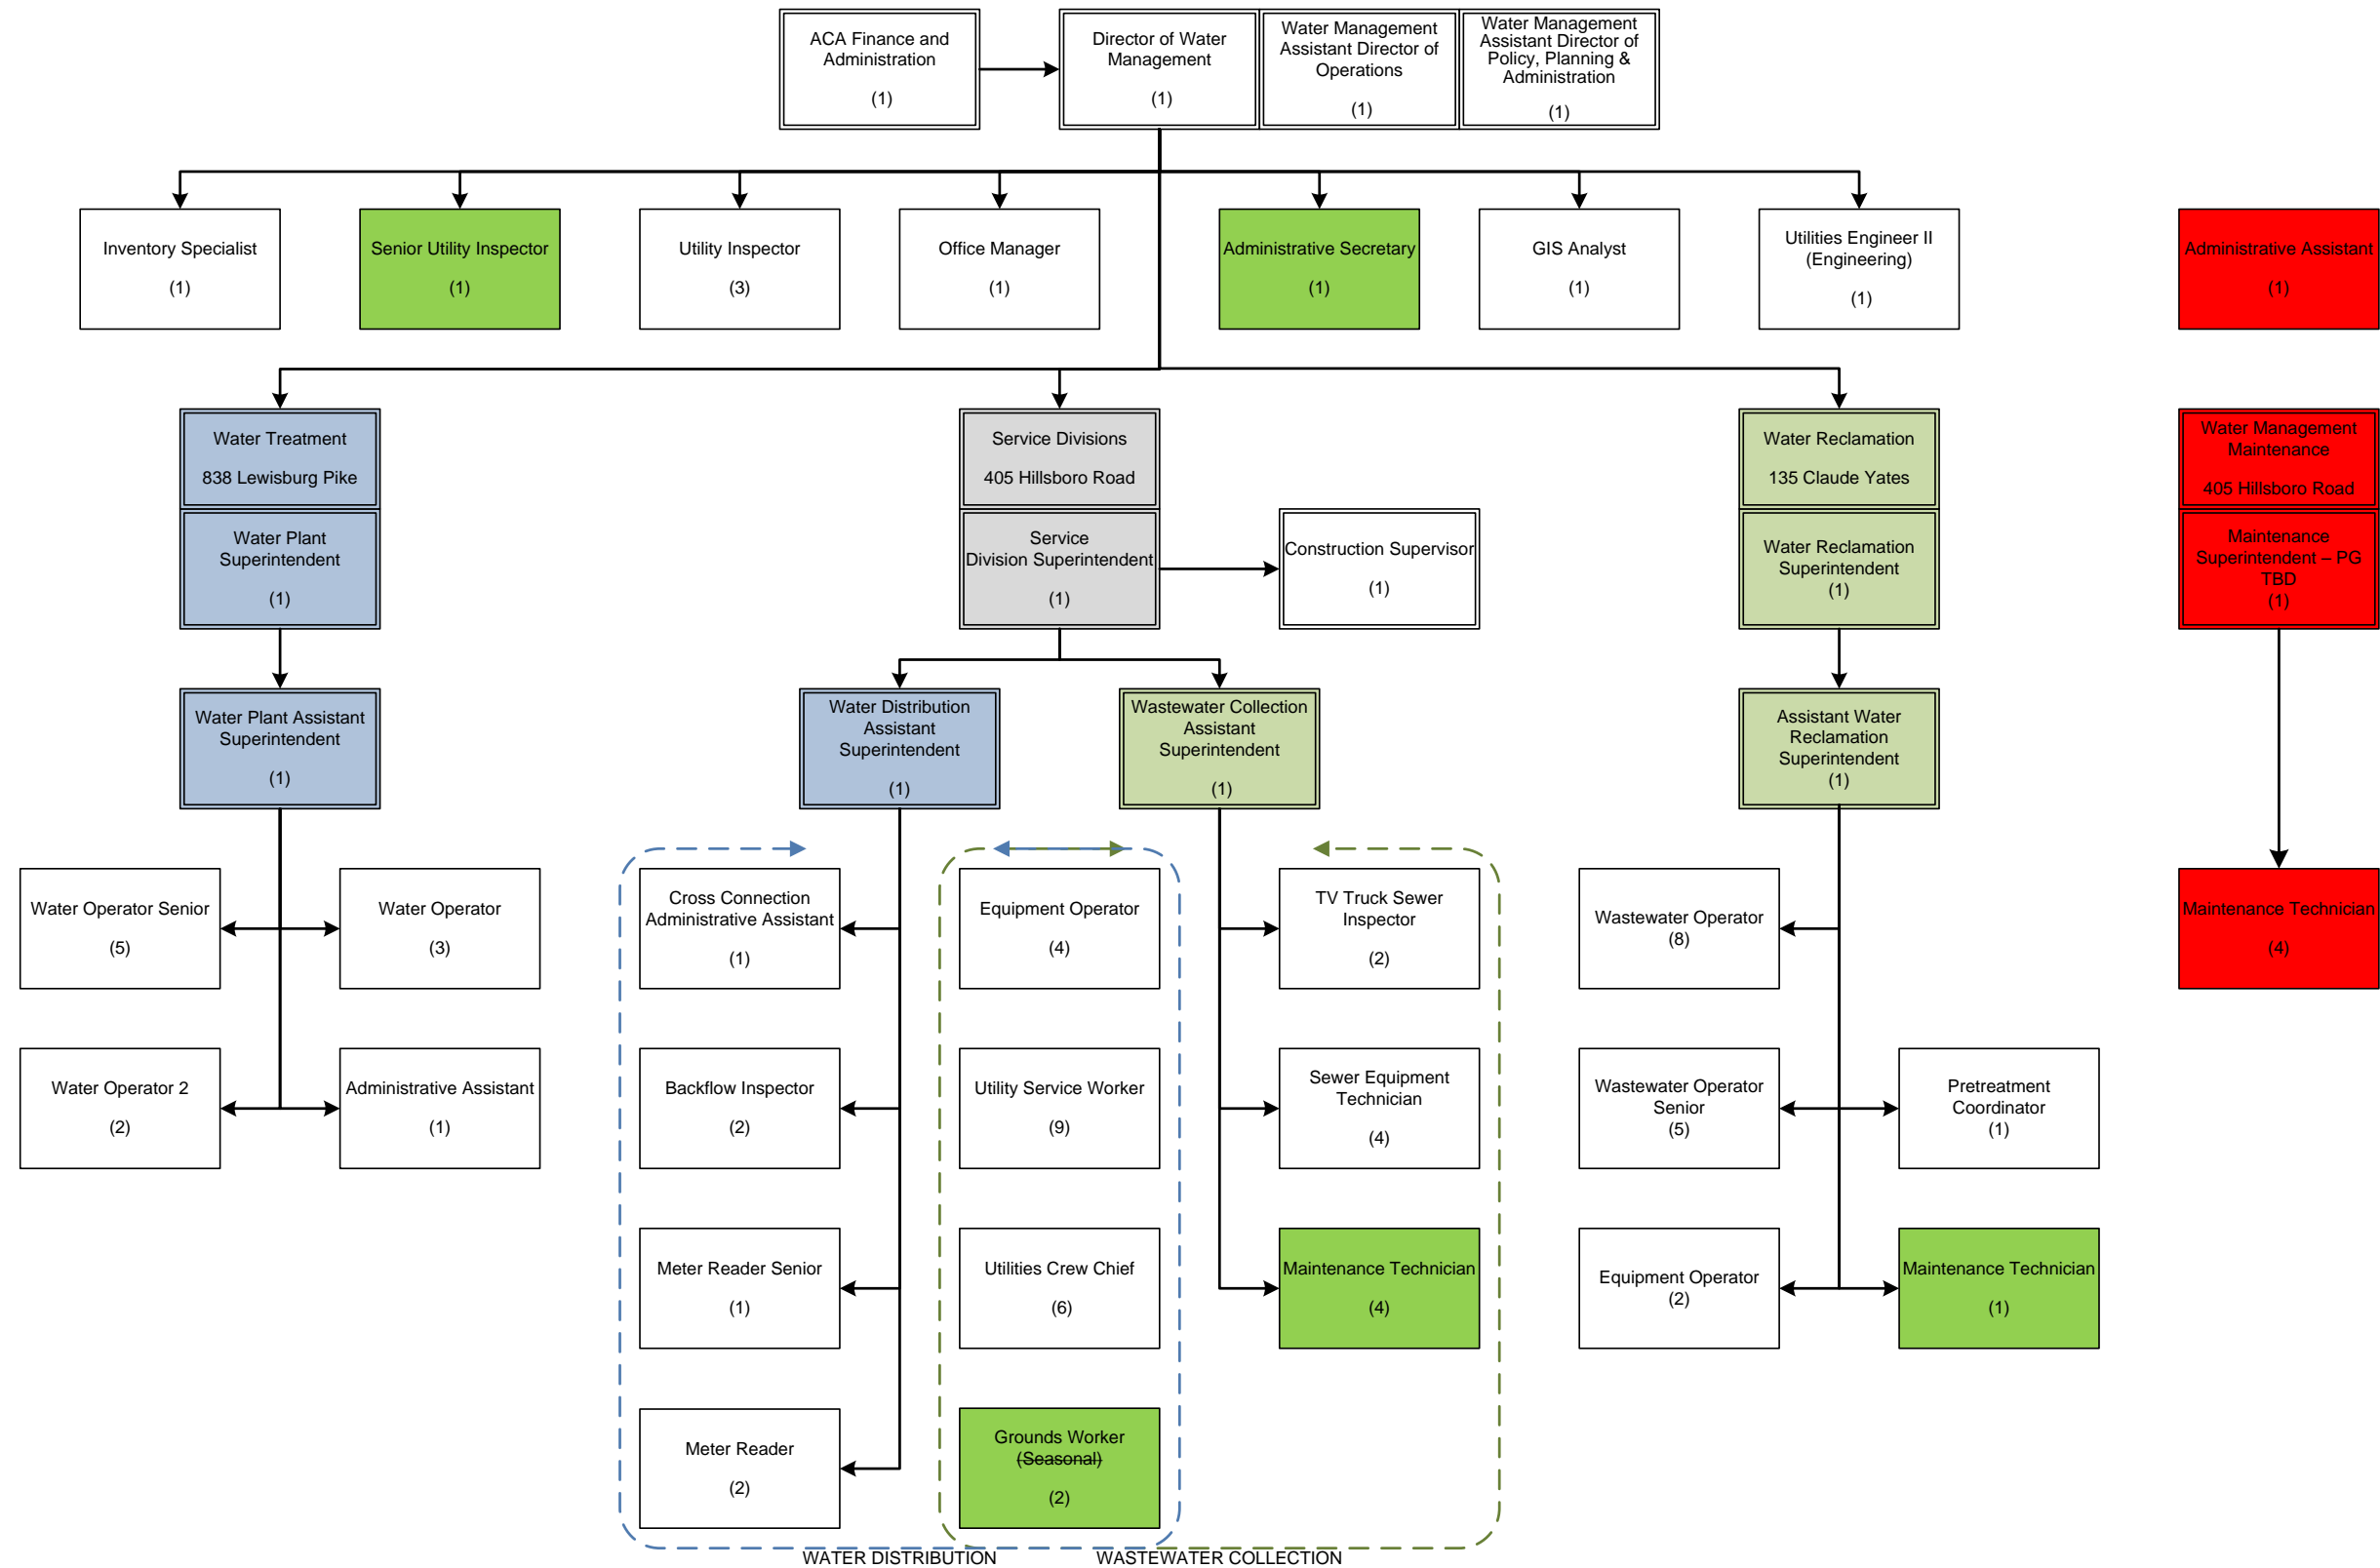 ACA Finance and
Administration
(1)
Director of Water
Management
(1)
Water Management
Assistant Director of
Operations
(1)
Water Management
Assistant Director of
Policy, Planning &
Administration
(1)
Inventory Specialist
(1)
Senior Utility Inspector
(1)
Utility Inspector
(3)
Office Manager
(1)
Administrative Secretary
(1)
GIS Analyst
(1)
Utilities Engineer II
(Engineering)
(1)
Administrative Assistant
(1)
Water Treatment
838 Lewisburg Pike
Water Plant
Superintendent
(1)
Service Divisions
405 Hillsboro Road
Service
Division Superintendent
(1)
Construction Supervisor
(1)
Water Reclamation
135 Claude Yates
Water Reclamation
Superintendent
(1)
Water Management
Maintenance
405 Hillsboro Road
Maintenance
Superintendent – PG
TBD
(1)
Water Plant Assistant
Superintendent
(1)
Water Distribution
Assistant
Superintendent
(1)
Wastewater Collection
Assistant
Superintendent
(1)
Assistant Water
Reclamation
Superintendent
(1)
Water Operator Senior
(5)
Water Operator
(3)
Cross Connection
Administrative Assistant
(1)
Equipment Operator
(4)
TV Truck Sewer
Inspector
(2)
Wastewater Operator
(8)
Maintenance Technician
(4)
Water Operator 2
(2)
Administrative Assistant
(1)
Backflow Inspector
(2)
Utility Service Worker
(9)
Sewer Equipment
Technician
(4)
Wastewater Operator
Senior
(5)
Pretreatment
Coordinator
(1)
Meter Reader Senior
(1)
Utilities Crew Chief
(6)
Maintenance Technician
(4)
Equipment Operator
(2)
Maintenance Technician
(1)
Meter Reader
(2)
Grounds Worker
(Seasonal)
(2)
WATER DISTRIBUTION
WASTEWATER COLLECTION